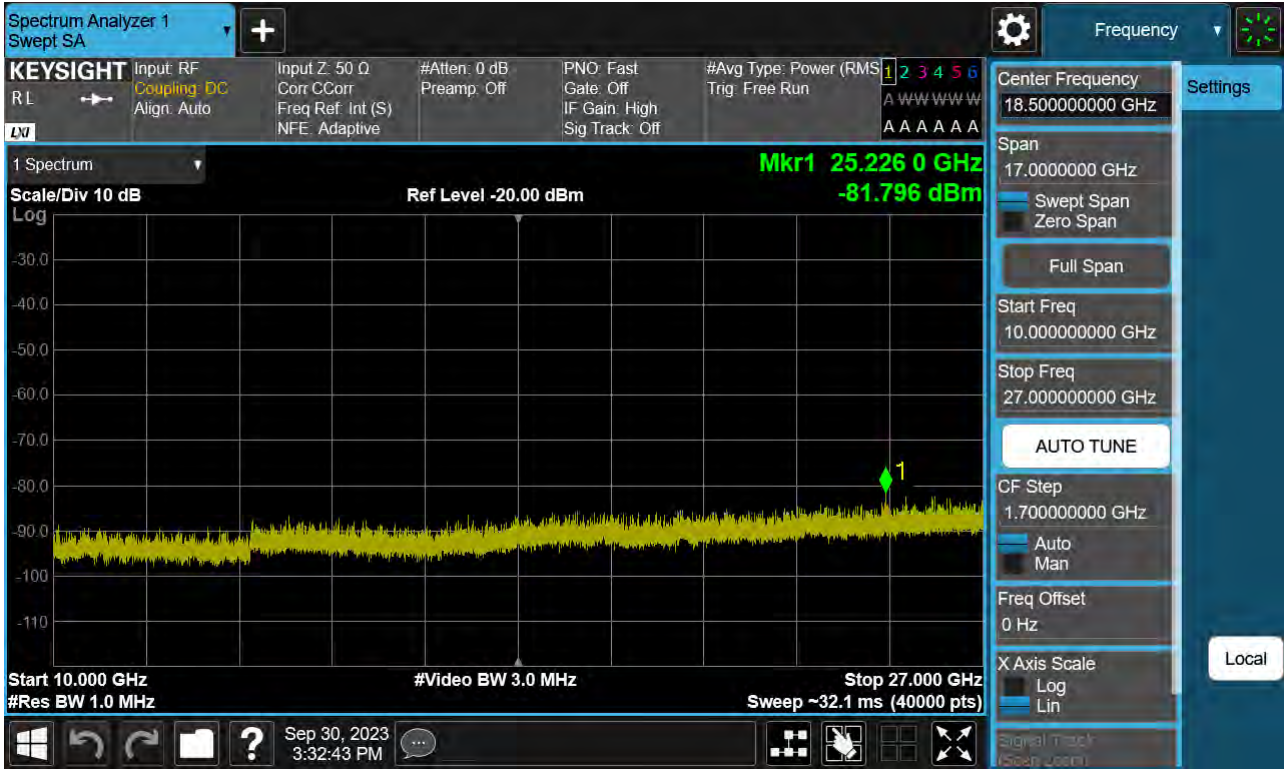 Spectrum Analyzer 1
Swept SA
+
Frequency
KEYSIGHT
RL
LXI
Input: RF
Coupling: DC
Align: Auto
Input Z: 50 Ω
Corr CCorr
Freq Ref: Int (S)
NFE: Adaptive
#Atten: 0 dB
Preamp: Off
PNO: Fast
Gate: Off
IF Gain: High
Sig Track: Off
#Avg Type: Power (RMS
Trig: Free Run
1 2 3 4 5 6
A W W W W W
A A A A A A
1 Spectrum
Scale/Div 10 dB
Log
Ref Level -20.00 dBm
Mkr1 25.226 0 GHz
-81.796 dBm
-30.0
-40.0
-50.0
-60.0
-70.0
-80.0
-90.0
-100
-110
1
Start 10.000 GHz
#Res BW 1.0 MHz
#Video BW 3.0 MHz
Stop 27.000 GHz
Sweep ~32.1 ms (40000 pts)
Center Frequency
18.500000000 GHz
Settings
Span
17.0000000 GHz
Swept Span
Zero Span
Full Span
Start Freq
10.000000000 GHz
Stop Freq
27.000000000 GHz
AUTO TUNE
CF Step
1.700000000 GHz
Auto
Man
Freq Offset
0 Hz
X Axis Scale
Log
Lin
Local
Signal Track
(Span Zoom)
?
Sep 30, 2023
3:32:43 PM